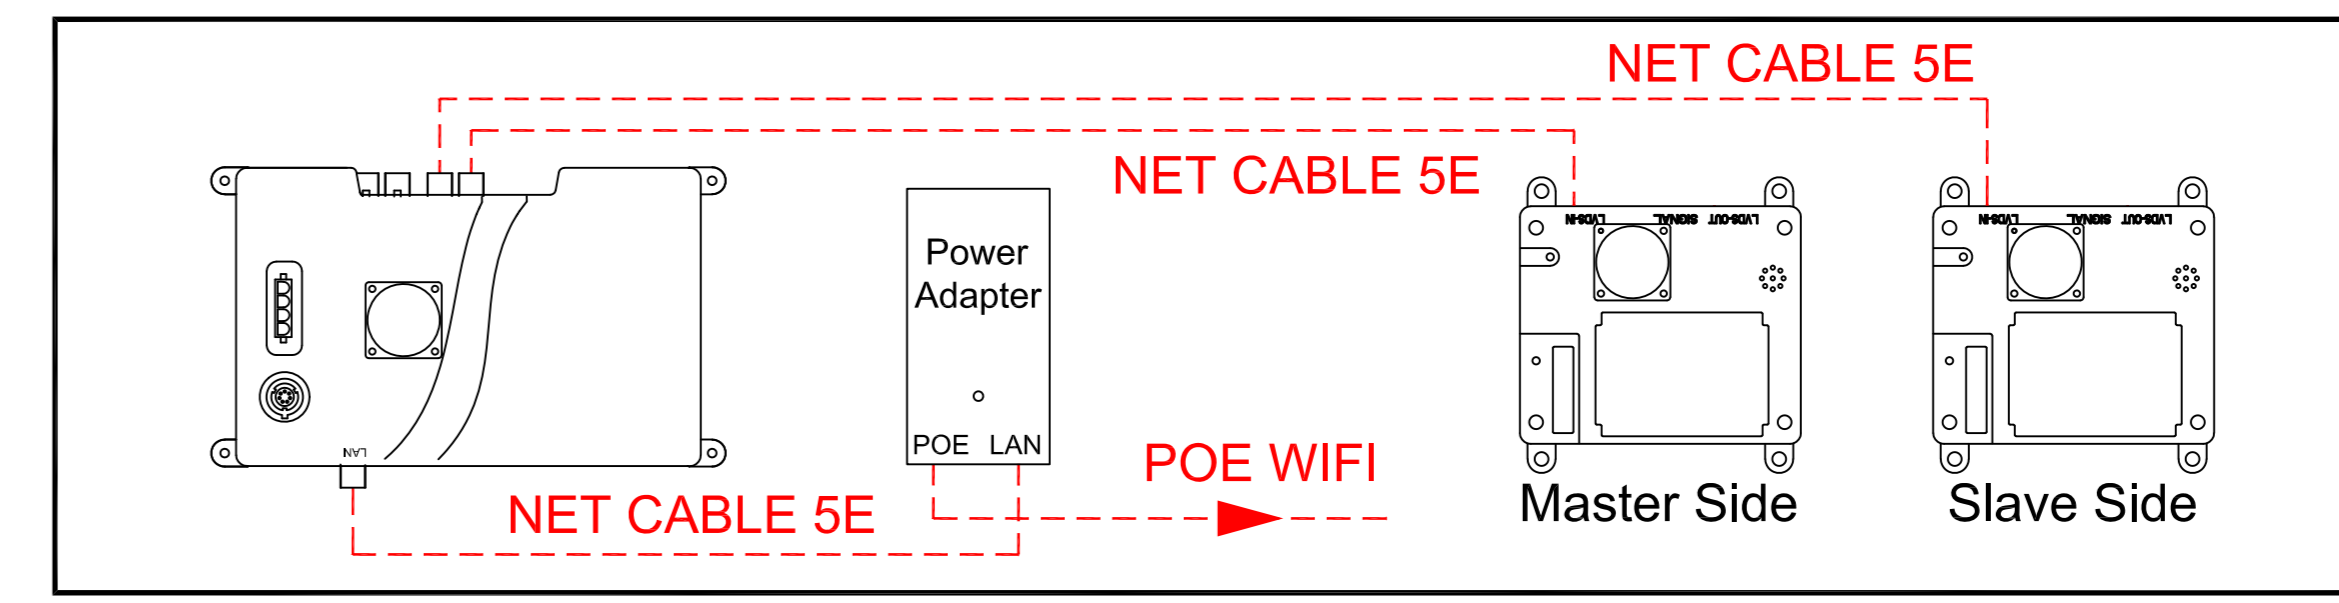 NET CABLE 5E
NET CABLE 5E
LVDS-IN SIGNAL LVDS-OUT
LVDS-IN SIGNAL LVDS-OUT
Power
Adapter
POE LAN
LAN
POE WIFI
NET CABLE 5E
Master Side
Slave Side